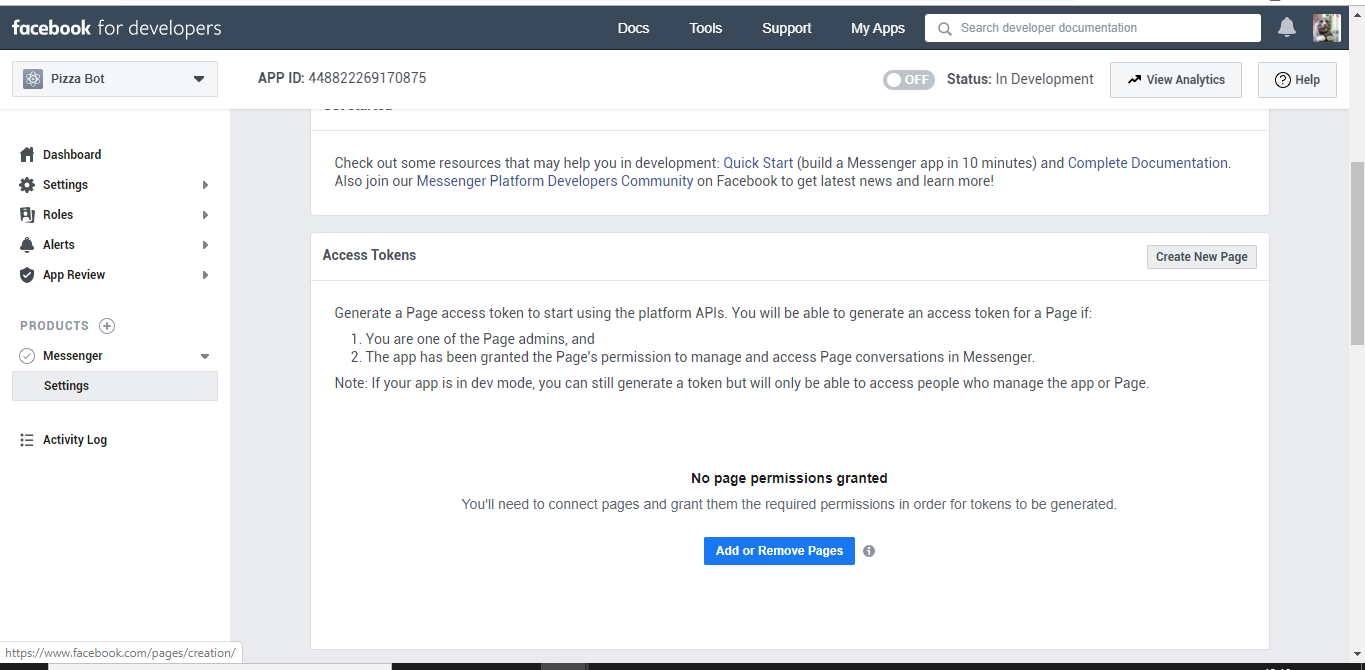 facebook for developers
Docs
Tools
Support
My Apps
Search developer documentation
Pizza Bot
APP ID: 448822269170875
OFF
Status: In Development
View Analytics
Help
Dashboard
Settings
Roles
Alerts
App Review
PRODUCTS
Messenger
Settings
Activity Log
Get Started
Check out some resources that may help you in development: Quick Start (build a Messenger app in 10 minutes) and Complete Documentation.
Also join our Messenger Platform Developers Community on Facebook to get latest news and learn more!
Access Tokens
Create New Page
Generate a Page access token to start using the platform APIs. You will be able to generate an access token for a Page if:
1. You are one of the Page admins, and
2. The app has been granted the Page's permission to manage and access Page conversations in Messenger.
Note: If your app is in dev mode, you can still generate a token but will only be able to access people who manage the app or Page.
No page permissions granted
You'll need to connect pages and grant them the required permissions in order for tokens to be generated.
Add or Remove Pages
https://www.facebook.com/pages/creation/